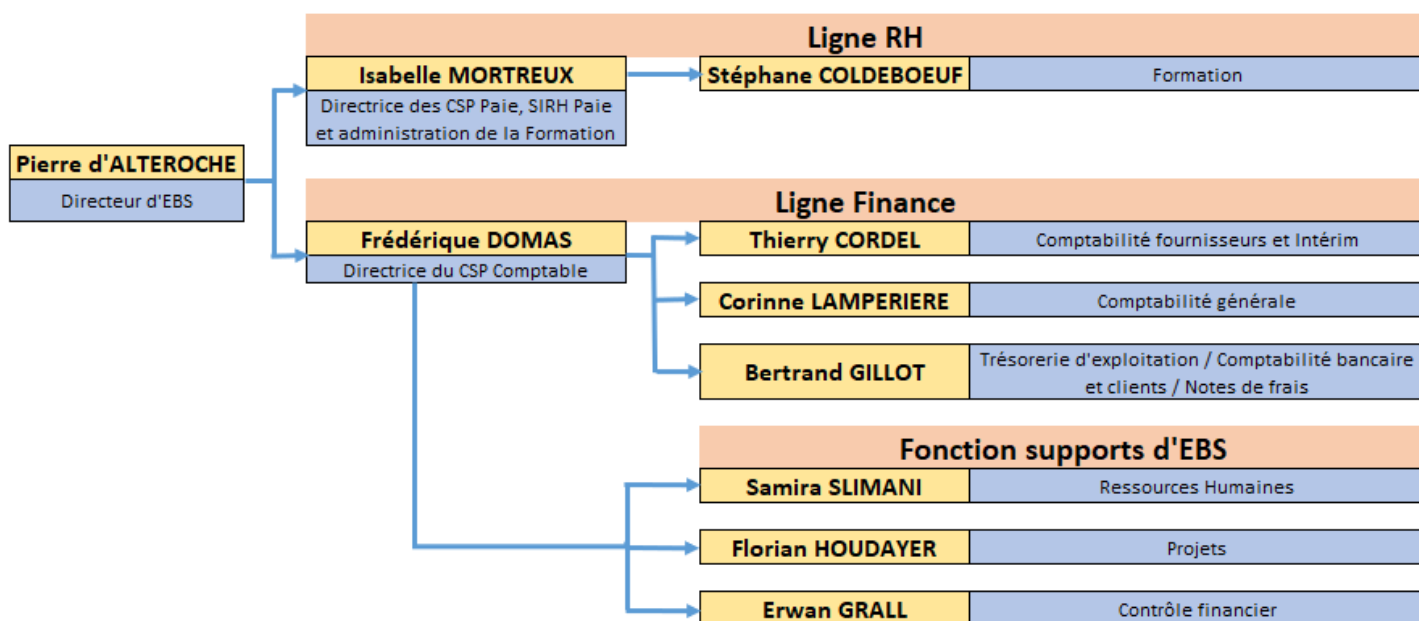 Ligne RH
Isabelle MORTREUX
Stéphane COLDEBOEUF
Formation
Directrice des CSP Paie, SIRH Paie
et administration de la Formation
Pierre d'ALTEROCHE
Directeur d'EBS
Ligne Finance
Frédérique DOMAS
Directrice du CSP Comptable
Thierry CORDEL
Comptabilité fournisseurs et Intérim
Corinne LAMPERIERE
Comptabilité générale
Bertrand GILLOT
Trésorerie d'exploitation / Comptabilité bancaire
et clients / Notes de frais
Fonction supports d'EBS
Samira SLIMANI
Ressources Humaines
Florian HOUDAYER
Projets
Erwan GRALL
Contrôle financier